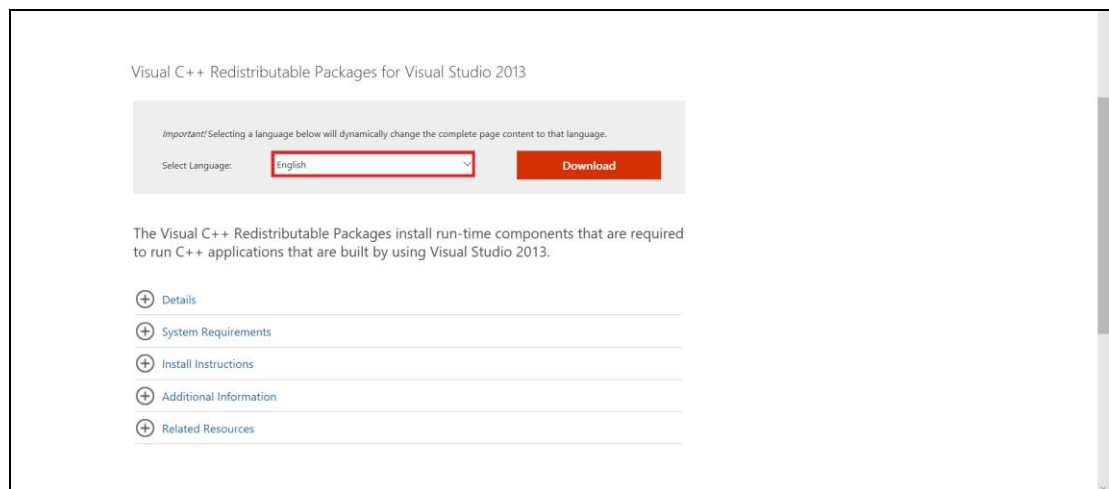 Visual C++ Redistributable Packages for Visual Studio 2013
Important! Selecting a language below will dynamically change the complete page content to that language.
Select Language:
English
Download
The Visual C++ Redistributable Packages install run-time components that are required
to run C++ applications that are built by using Visual Studio 2013.
Details
System Requirements
Install Instructions
Additional Information
Related Resources